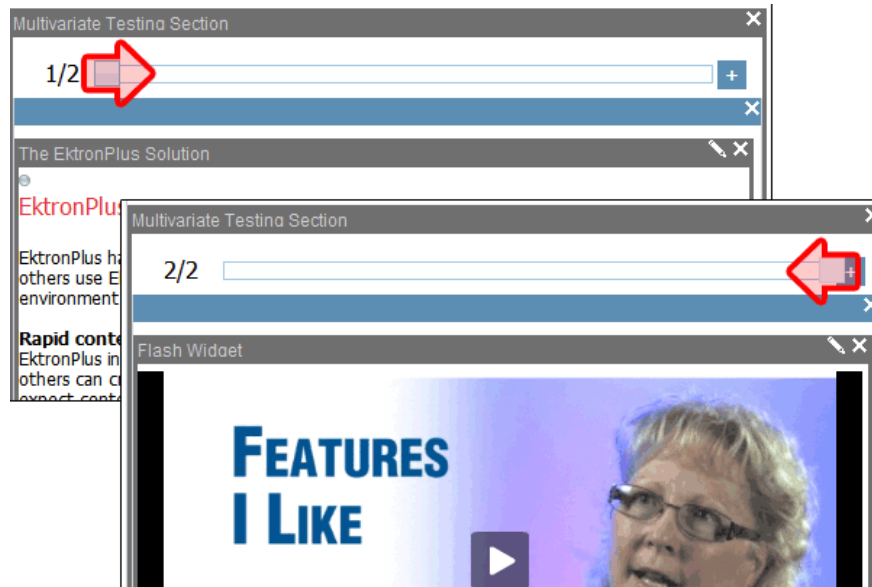 Multivariate Testing Section
1/2
+
The EktronPlus Solution
EktronPlus
EktronPlus
others use E
environment
Rapid
EktronPlus in
others can
Multivariate Testing Section
2/2
+
Flash Widget
FEATURES
I LIKE